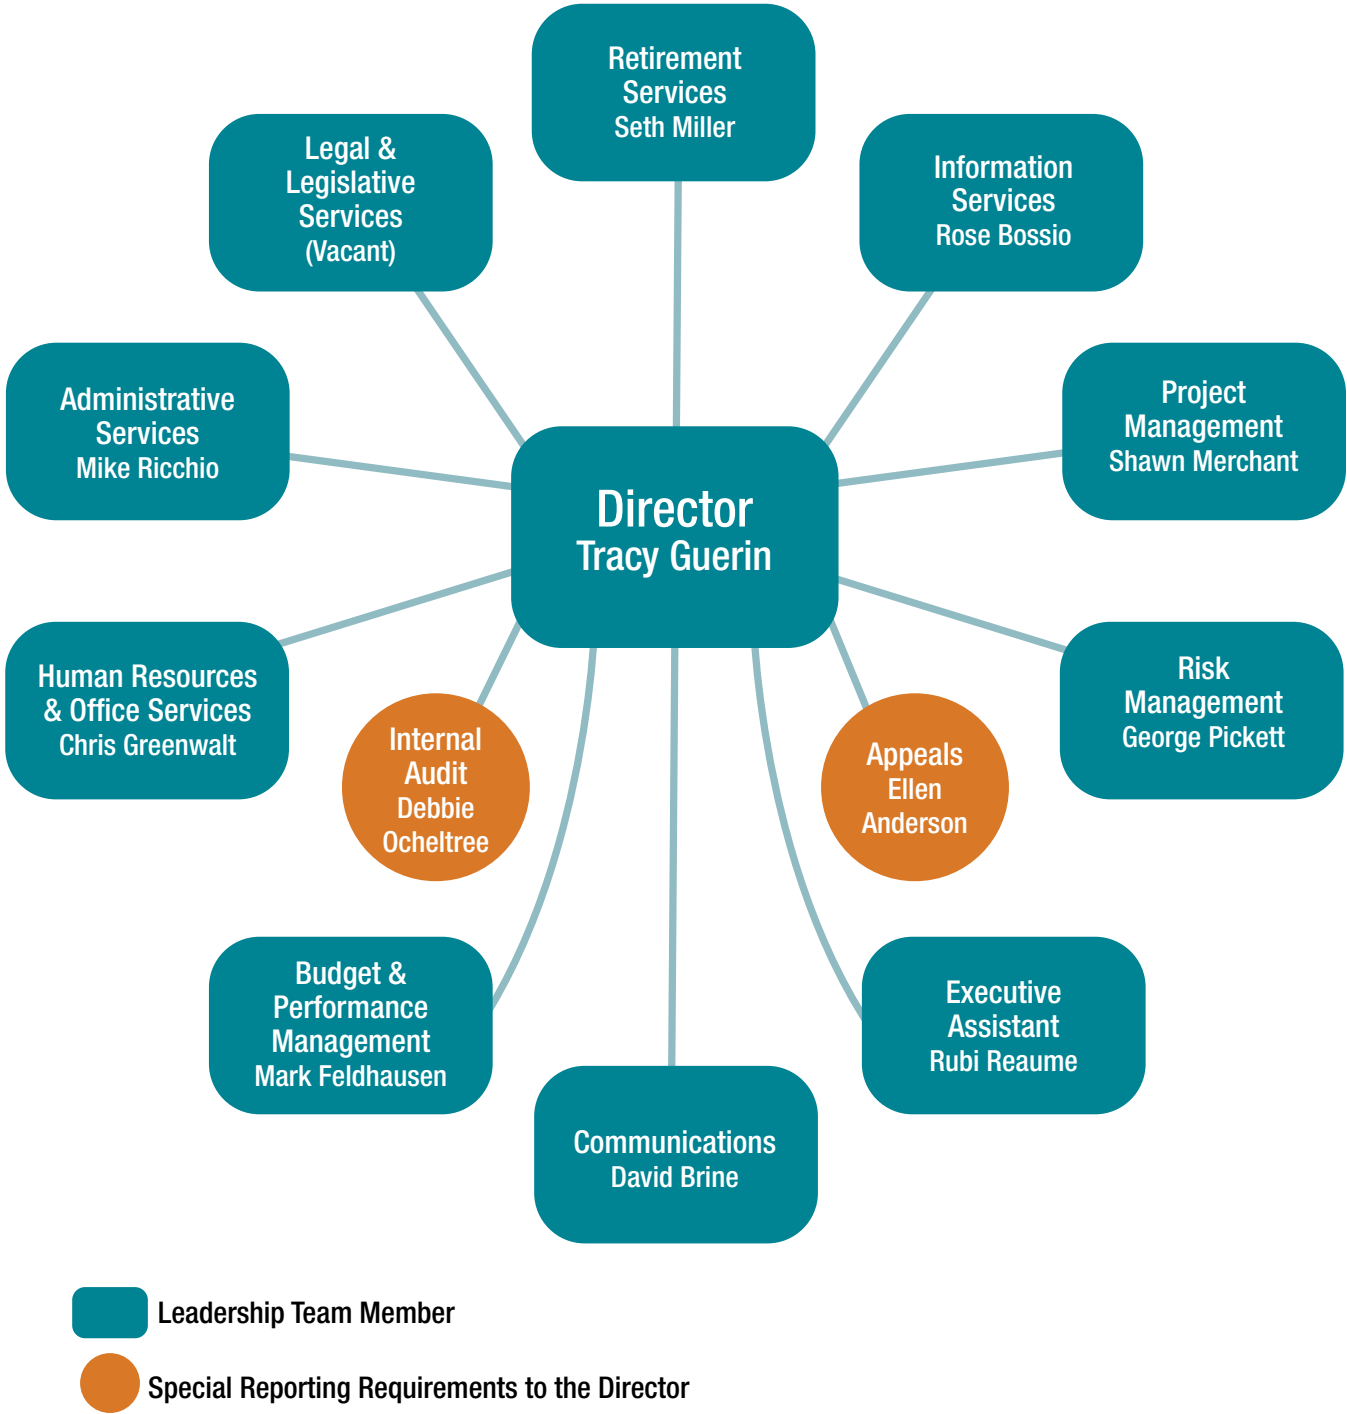 Retirement
Services
Seth Miller
Legal &
Legislative
Services
(Vacant)
Information
Services
Rose Bossio
Administrative
Services
Mike Ricchio
Project
Management
Shawn Merchant
Director
Tracy Guerin
Human Resources
& Office Services
Chris Greenwalt
Risk
Management
George Pickett
Internal
Audit
Debbie
Ocheltree
Appeals
Ellen
Anderson
Budget &
Performance
Management
Mark Feldhausen
Executive
Assistant
Rubi Reaume
Communications
David Brine
Leadership Team Member
Special Reporting Requirements to the Director